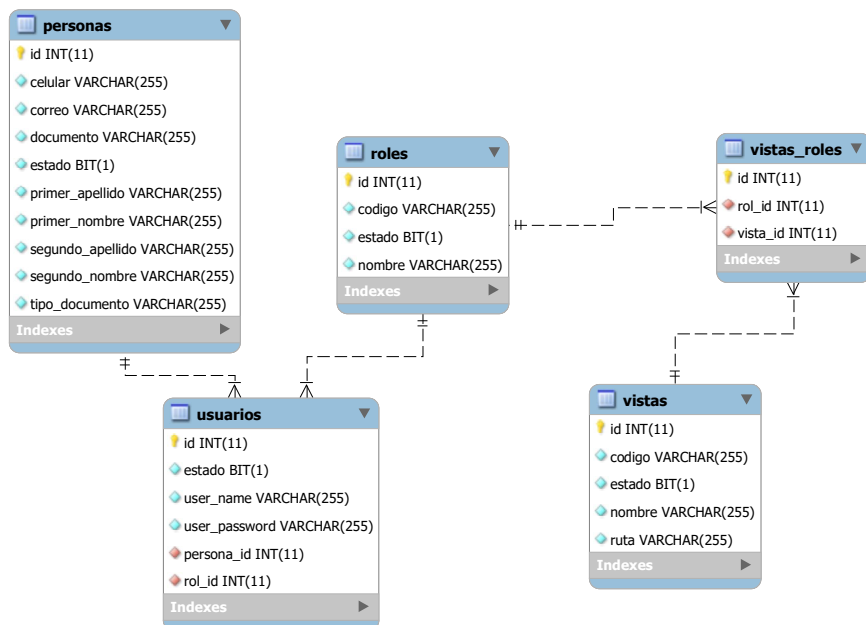 personas
id INT(11)
celular VARCHAR(255)
correo VARCHAR(255)
documento VARCHAR(255)
estado BIT(1)
primer_apellido VARCHAR(255)
primer_nombre VARCHAR(255)
segundo_apellido VARCHAR(255)
segundo_nombre VARCHAR(255)
tipo_documento VARCHAR(255)
Indexes
roles
id INT(11)
codigo VARCHAR(255)
estado BIT(1)
nombre VARCHAR(255)
Indexes
vistas_roles
id INT(11)
rol_id INT(11)
vista_id INT(11)
Indexes
usuarios
id INT(11)
estado BIT(1)
user_name VARCHAR(255)
user_password VARCHAR(255)
persona_id INT(11)
rol_id INT(11)
Indexes
vistas
id INT(11)
codigo VARCHAR(255)
estado BIT(1)
nombre VARCHAR(255)
ruta VARCHAR(255)
Indexes